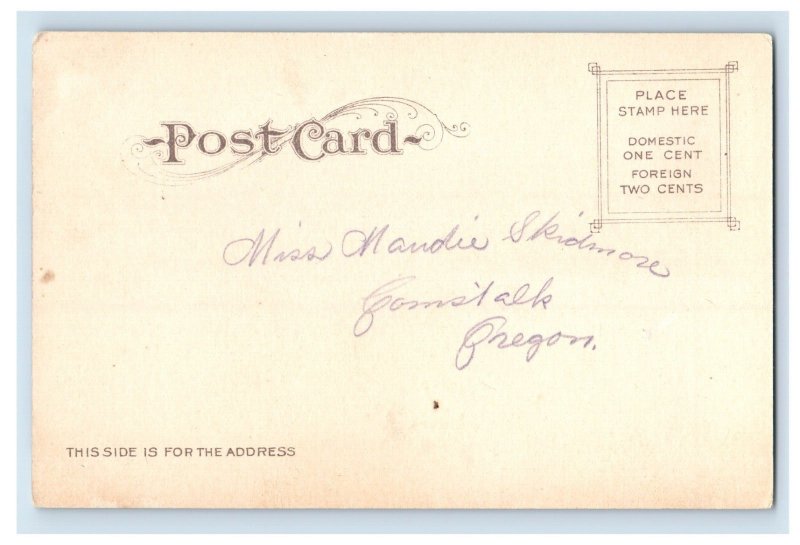 Post Card
PLACE
STAMP HERE
DOMESTIC
ONE CENT
FOREIGN
TWO CENTS
Miss Maudie Skidmore
Comstalk
Oregon.
THIS SIDE IS FOR THE ADDRESS